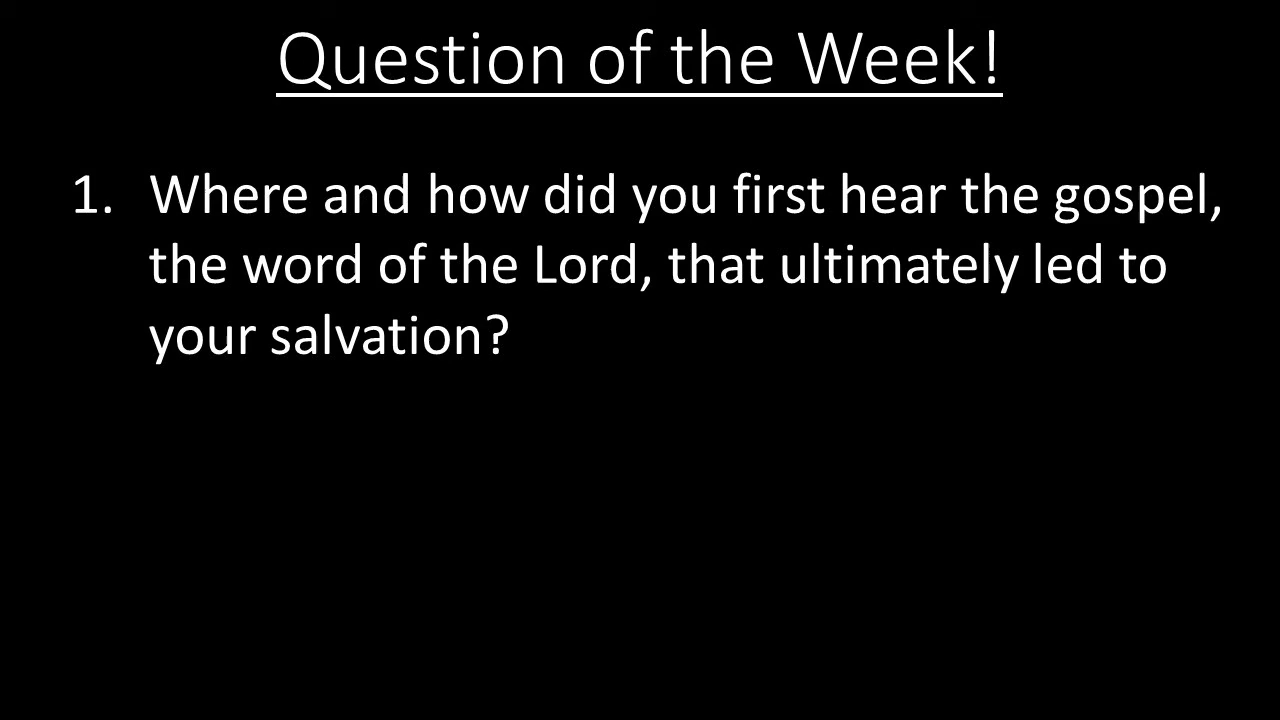 Question of the Week!
1. Where and how did you first hear the gospel,
the word of the Lord, that ultimately led to
your salvation?